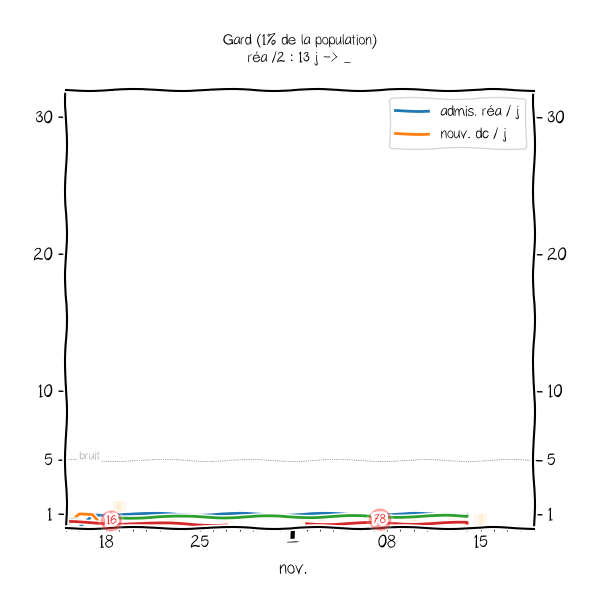 Gard (1% de la population)
réa /2 : 13 j -> _
30
30
admis. réa / j
nouv. dc / j
20
20
10
10
5
bruit
5
1
16
78
1
18
25
08
15
nov.